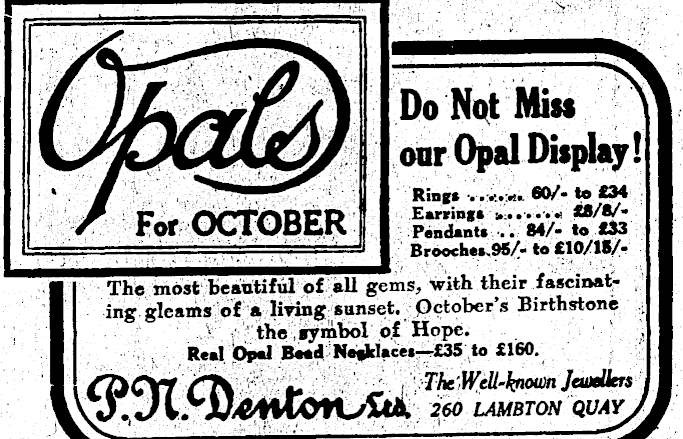 Opals
For OCTOBER
Do Not Miss
our Opal Display!
Rings ....... 60/- to £34
Earrings ........ £8/8/-
Pendants .. 84/- to £33
Brooches.95/- to £10/15/-
The most beautiful of all gems, with their fascinat-
ing gleams of a living sunset. October's Birthstone
the symbol of Hope.
Real Opal Bead Necklaces—£35 to £160.
P.N. Denton Ltd.
The Well-known Jewellers
260 LAMBTON QUAY